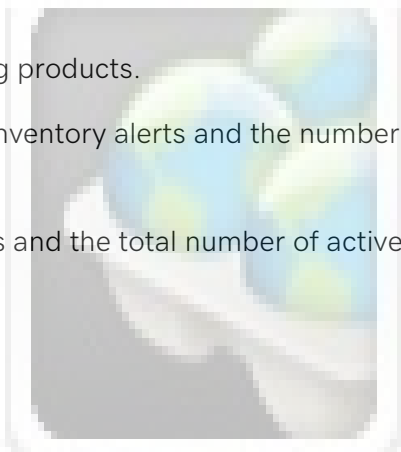 g products.
nventory alerts and the number
s and the total number of active